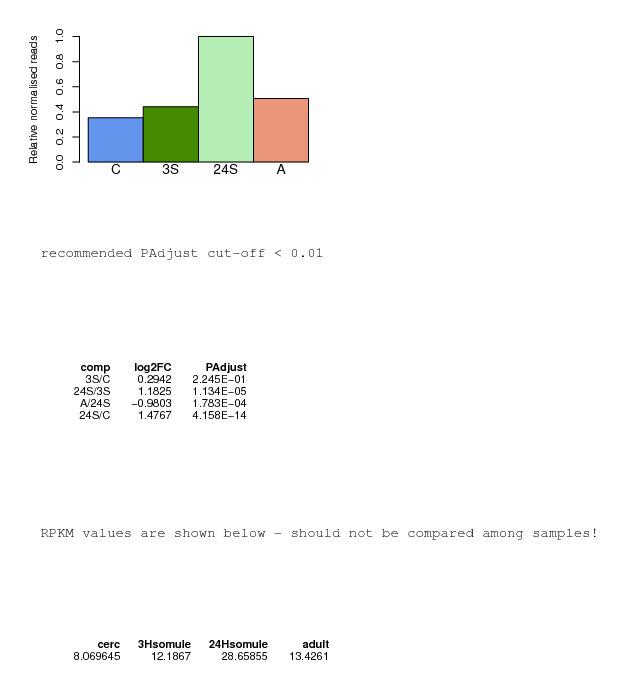 Relative normalised reads
1.0
0.8
0.6
0.4
0.2
0.0
C 3S 24S A
recommended PAdjust cut-off < 0.01
comp log2FC PAdjust
3S/C 0.2942 2.245E−01
24S/3S 1.1825 1.134E−05
A/24S −0.9803 1.783E−04
24S/C 1.4767 4.158E−14
RPKM values are shown below - should not be compared among samples!
cerc 3Hsomule 24Hsomule adult
8.069645 12.1867 28.65855 13.4261